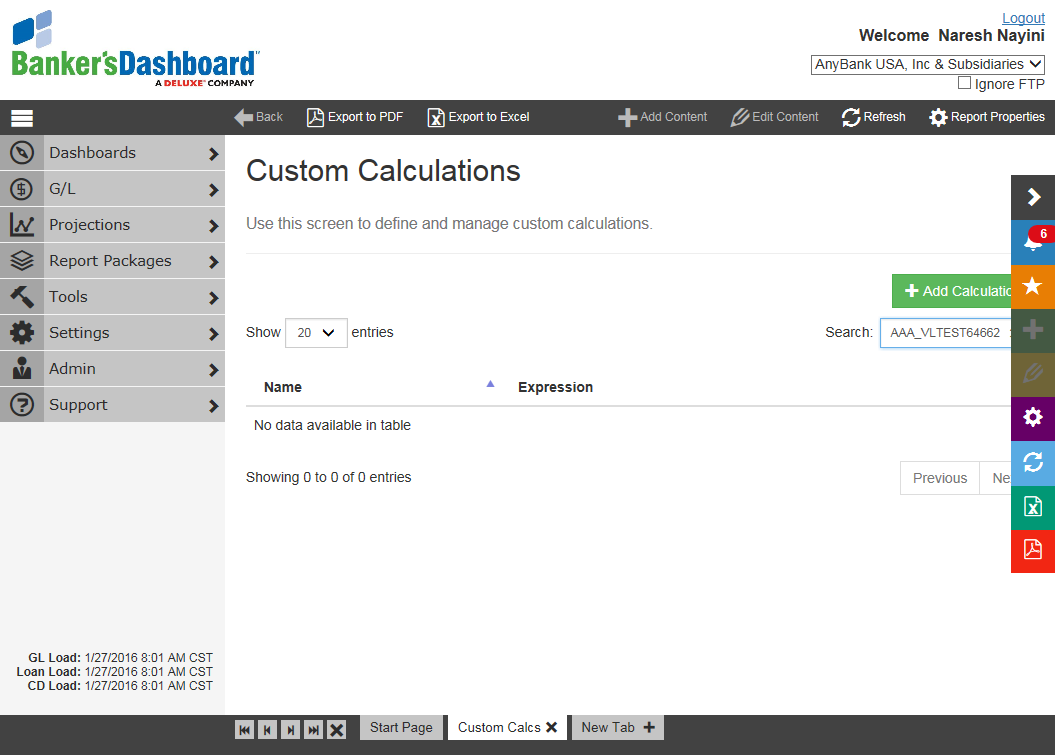 Logout
Banker'sDashboard
A DELUXE COMPANY
Welcome Naresh Nayini
AnyBank USA, Inc & Subsidiaries
Ignore FTP
Back Export to PDF Export to Excel Add Content Edit Content Refresh Report Properties
Dashboards
G/L
Projections
Report Packages
Tools
Settings
Admin
Support
Custom Calculations
Use this screen to define and manage custom calculations.
6
Add Calculatio
Show 20 entries
Search: AAA_VLTEST64662
Name Expression
No data available in table
Showing 0 to 0 of 0 entries
Previous Ne
GL Load: 1/27/2016 8:01 AM CST
Loan Load: 1/27/2016 8:01 AM CST
CD Load: 1/27/2016 8:01 AM CST
Start Page Custom Calcs New Tab